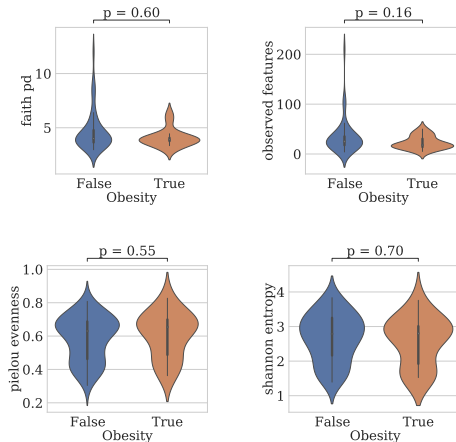 p = 0.60
faith pd
10
5
False True
Obesity
p = 0.16
observed features
200
100
0
False True
Obesity
p = 0.55
pielou evenness
1.0
0.8
0.6
0.4
0.2
False True
Obesity
p = 0.70
shannon entropy
4
3
2
1
False True
Obesity